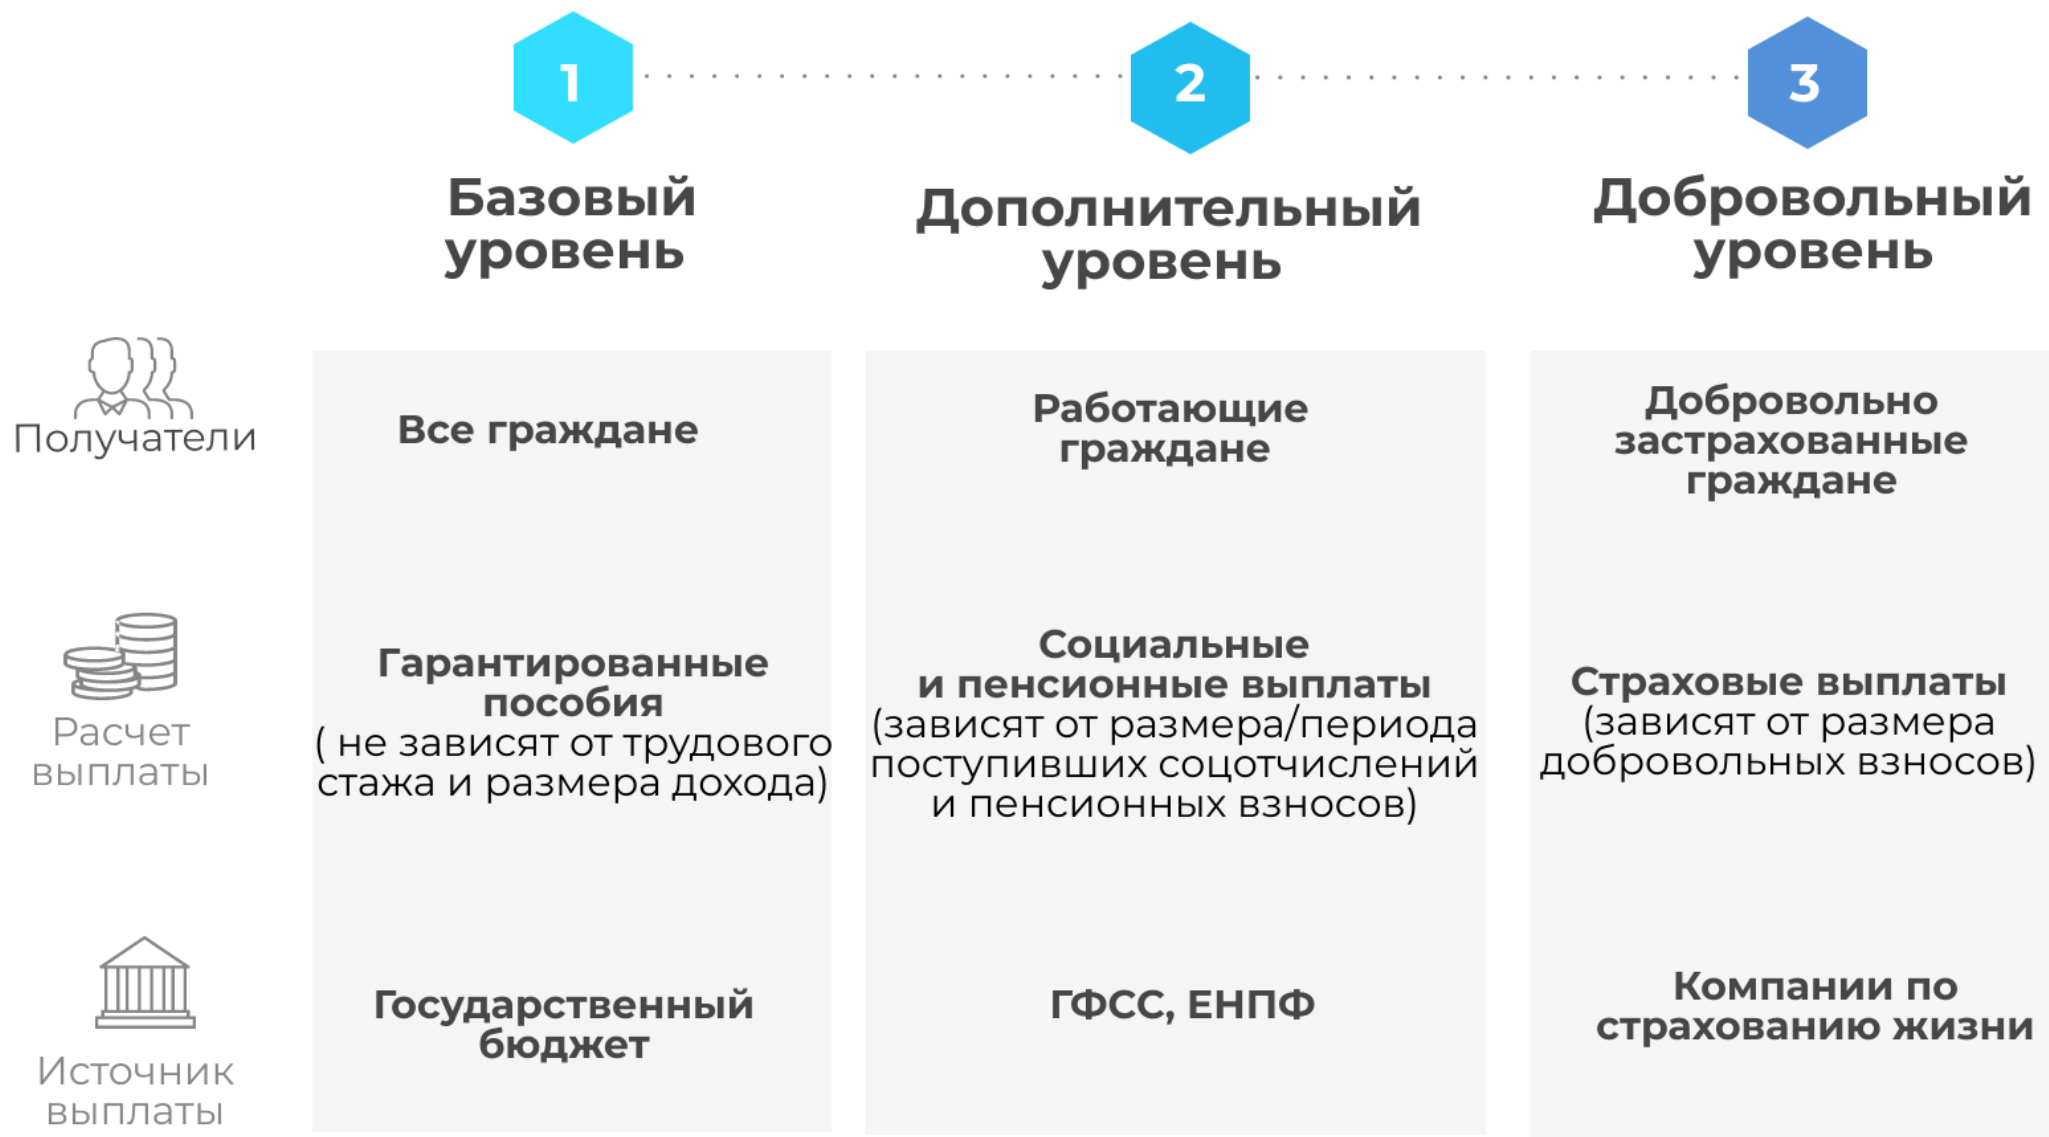 1
2
3
Базовый
уровень
Дополнительный
уровень
Добровольный
уровень
Получатели
Все граждане
Работающие
граждане
Добровольно
застрахованные
граждане
Расчет
выплаты
Гарантированные
пособия
( не зависят от трудового
стажа и размера дохода)
Социальные
и пенсионные выплаты
(зависят от размера/периода
поступивших соцотчислений
и пенсионных взносов)
Страховые выплаты
(зависят от размера
добровольных взносов)
Источник
выплаты
Государственный
бюджет
ГФСС, ЕНПФ
Компании по
страхованию жизни